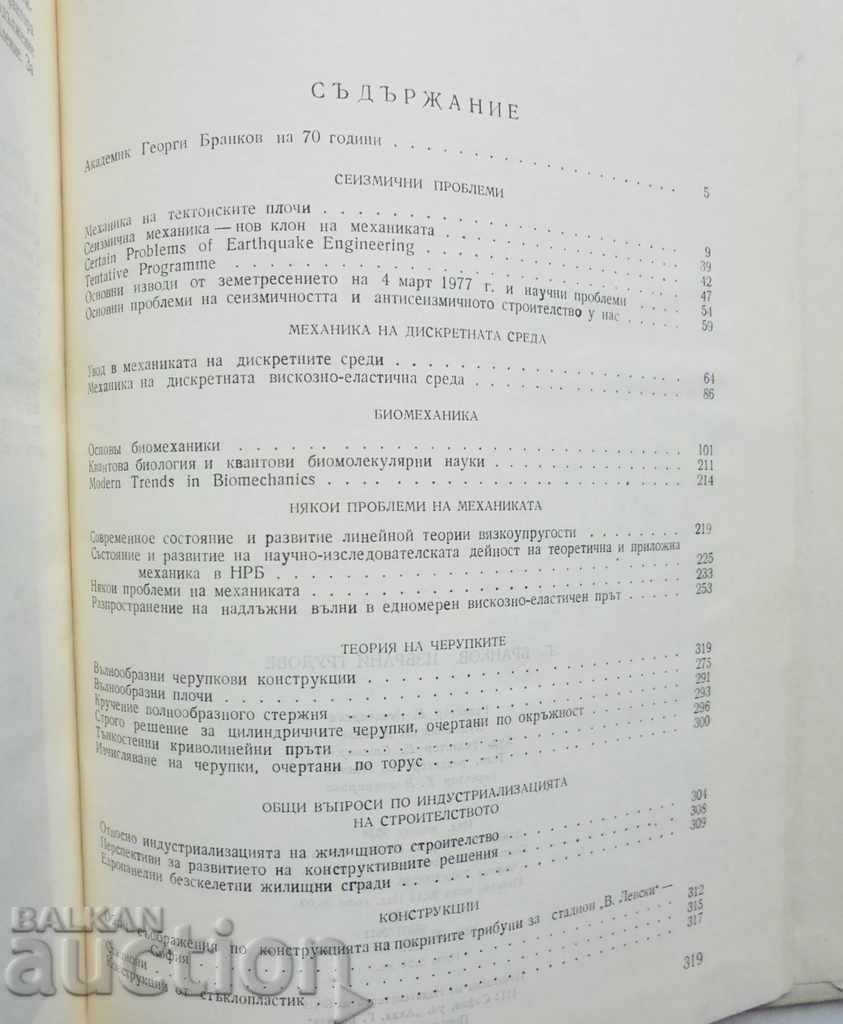 СЪДЪРЖАНИЕ
Академик Георги Бранков на 70 години . . . 5
СЕИЗМИЧНИ ПРОБЛЕМИ
Механика на тектонските плочи . . . 9
Сеизмична механика — нов клон на механиката . . . 39
Certain Problems of Earthquake Engineering . . . 42
Tentative Programme . . . 47
Основни изводи от земетресението на 4 март 1977 г. и научни проблеми . . . 54
Основни проблеми на сеизмичността и антисеизмичното строителство у нас . . . 59
МЕХАНИКА НА ДИСКРЕТНАТА СРЕДА
Увод в механиката на дискретните среди . . . 64
Механика на дискретната вискозно-еластична среда . . . 86
БИОМЕХАНИКА
Основы биомеханики . . . 101
Квантова биология и квантови биомолекулярни науки . . . 211
Modern Trends in Biomechanics . . . 214
НЯКОИ ПРОБЛЕМИ НА МЕХАНИКАТА
Современное состояние и развитие линейной теории вязкоупругости . . . 219
Състояние и развитие на научно-изследователската дейност на теоретична и приложна
механика в НРБ . . . 225
Някои проблеми на механиката . . . 233
Разпространение на надлъжни вълни в едномерен вискозно-еластичен прът . . . 253
ТЕОРИЯ НА ЧЕРУПКИТЕ
319
Вълнообразни черупкови конструкции . . . 275
Вълнообразни плочи . . . 291
Кручение волнообразного стержня . . . 293
Строго решение за цилиндричните черупки, очертани по окръжност . . . 296
Тънкостенни криволинейни пръти . . . 300
Изчисляване на черупки, очертани по торус . . .
ОБЩИ ВЪПРОСИ ПО ИНДУСТРИАЛИЗАЦИЯТА
НА СТРОИТЕЛСТВОТО
Относно индустриализацията на жилищното строителство . . . 304
Перспективи за развитието на конструктивните решения . . . 308
Едропанелни безскелетни жилищни сгради . . . 309
КОНСТРУКЦИИ
съображения по конструкцията на покритите трибуни за стадион „В. Левски“ —
София . . . 312
315
Конструкции от стъклопластик . . . 317
319
BALKAN
auction